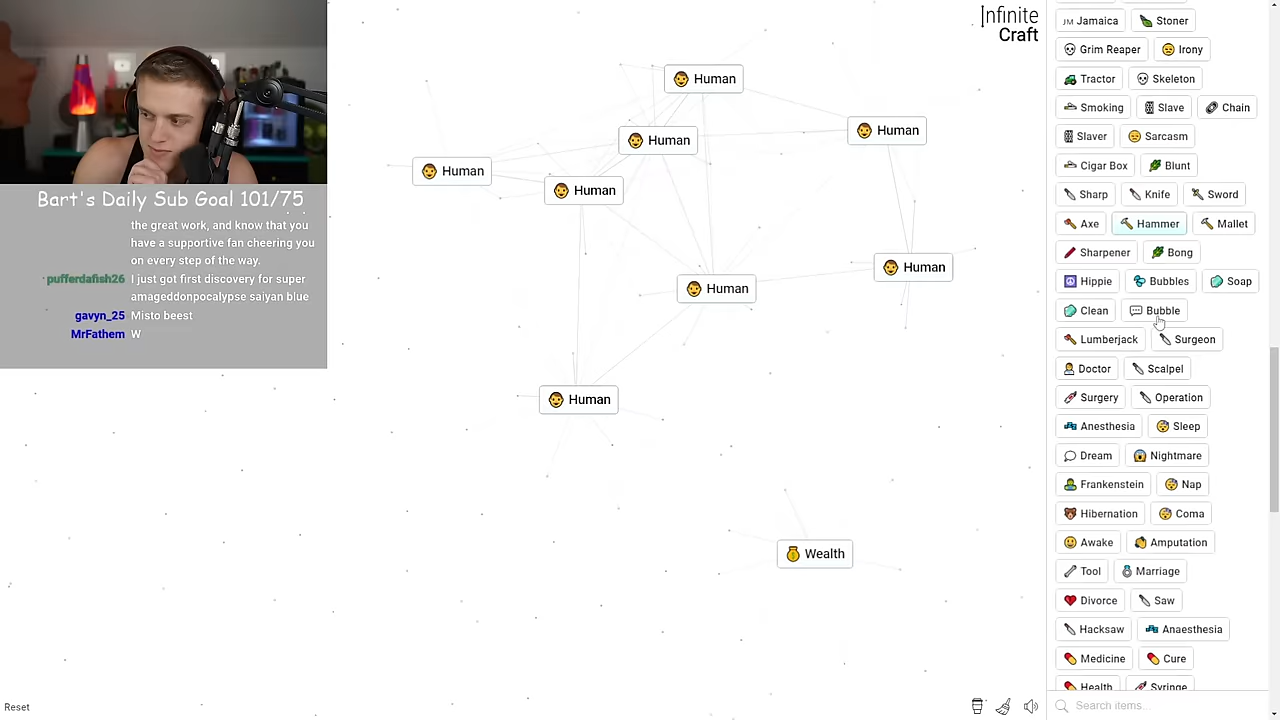 Infinite
Craft
Bart's Daily Sub Goal 101/75
the great work, and know that you
have a supportive fan cheering you
on every step of the way.
pufferdafish26 I just got first discovery for super
amageddonpocalypse saiyan blue
gavyn_25 Misto beest
MrFathem W
Human
Human
Human
Human
Human
Human
Human
Human
Wealth
JM Jamaica Stoner
Grim Reaper Irony
Tractor Skeleton
Smoking Slave Chain
Slaver Sarcasm
Cigar Box Blunt
Sharp Knife Sword
Axe Hammer Mallet
Sharpener Bong
Hippie Bubbles Soap
Clean Bubble
Lumberjack Surgeon
Doctor Scalpel
Surgery Operation
Anesthesia Sleep
Dream Nightmare
Frankenstein Nap
Hibernation Coma
Awake Amputation
Tool Marriage
Divorce Saw
Hacksaw Anaesthesia
Medicine Cure
Health Syringe
Search items...
Reset